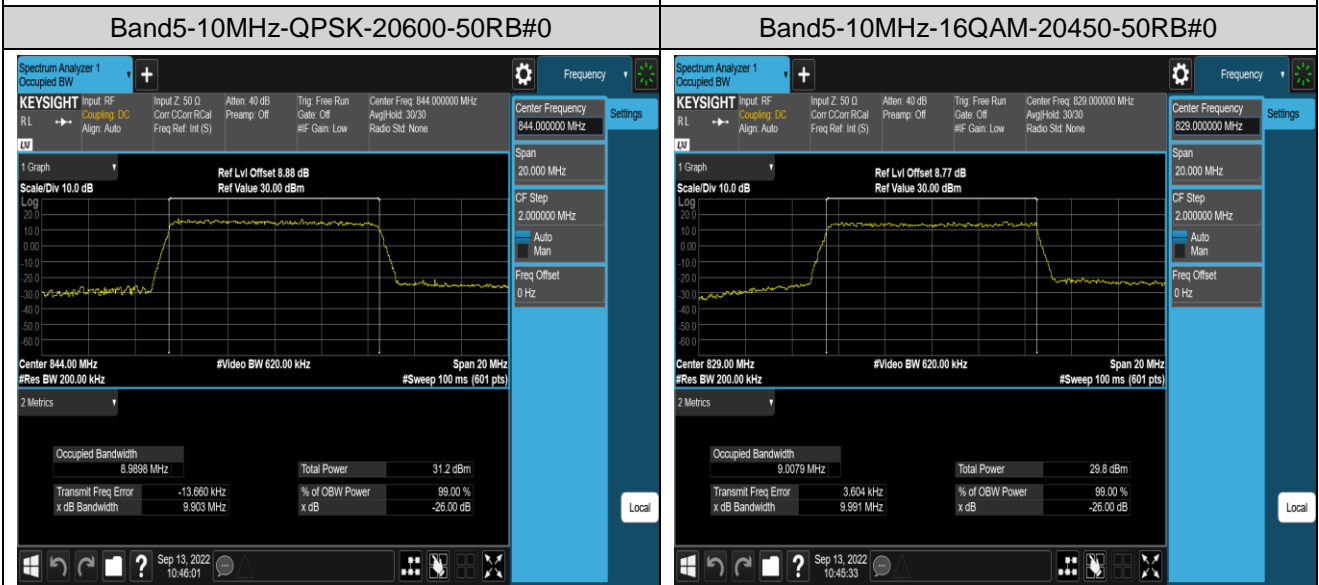 Band5-10MHz-QPSK-20600-50RB#0
Spectrum Analyzer 1
Occupied BW
Frequency
KEYSIGHT Input: RF Input Z: 50 Ω Atten: 40 dB Trig: Free Run Center Freq: 844.000000 MHz
RL Coupling: DC Corr CCorr RCal Preamp: Off Gate: Off Avg|Hold: 30/30
Align: Auto Freq Ref: Int (S) #IF Gain: Low Radio Std: None
LXI
Center Frequency
844.000000 MHz
Settings
Span
20.000 MHz
CF Step
2.000000 MHz
Auto
Man
Freq Offset
0 Hz
1 Graph
Ref Lvl Offset 8.88 dB
Scale/Div 10.0 dB Ref Value 30.00 dBm
Log
20.0
10.0
0.00
-10.0
-20.0
-30.0
-40.0
-50.0
-60.0
Center 844.00 MHz #Video BW 620.00 kHz Span 20 MHz
#Res BW 200.00 kHz #Sweep 100 ms (601 pts)
2 Metrics
Occupied Bandwidth
8.9898 MHz Total Power 31.2 dBm
Transmit Freq Error -13.660 kHz % of OBW Power 99.00 %
x dB Bandwidth 9.903 MHz x dB -26.00 dB
Local
? Sep 13, 2022
10:46:01
Band5-10MHz-16QAM-20450-50RB#0
Spectrum Analyzer 1
Occupied BW
Frequency
KEYSIGHT Input: RF Input Z: 50 Ω Atten: 40 dB Trig: Free Run Center Freq: 829.000000 MHz
RL Coupling: DC Corr CCorr RCal Preamp: Off Gate: Off Avg|Hold: 30/30
Align: Auto Freq Ref: Int (S) #IF Gain: Low Radio Std: None
LXI
Center Frequency
829.000000 MHz
Settings
Span
20.000 MHz
CF Step
2.000000 MHz
Auto
Man
Freq Offset
0 Hz
1 Graph
Ref Lvl Offset 8.77 dB
Scale/Div 10.0 dB Ref Value 30.00 dBm
Log
20.0
10.0
0.00
-10.0
-20.0
-30.0
-40.0
-50.0
-60.0
Center 829.00 MHz #Video BW 620.00 kHz Span 20 MHz
#Res BW 200.00 kHz #Sweep 100 ms (601 pts)
2 Metrics
Occupied Bandwidth
9.0079 MHz Total Power 29.8 dBm
Transmit Freq Error 3.604 kHz % of OBW Power 99.00 %
x dB Bandwidth 9.991 MHz x dB -26.00 dB
Local
? Sep 13, 2022
10:45:33